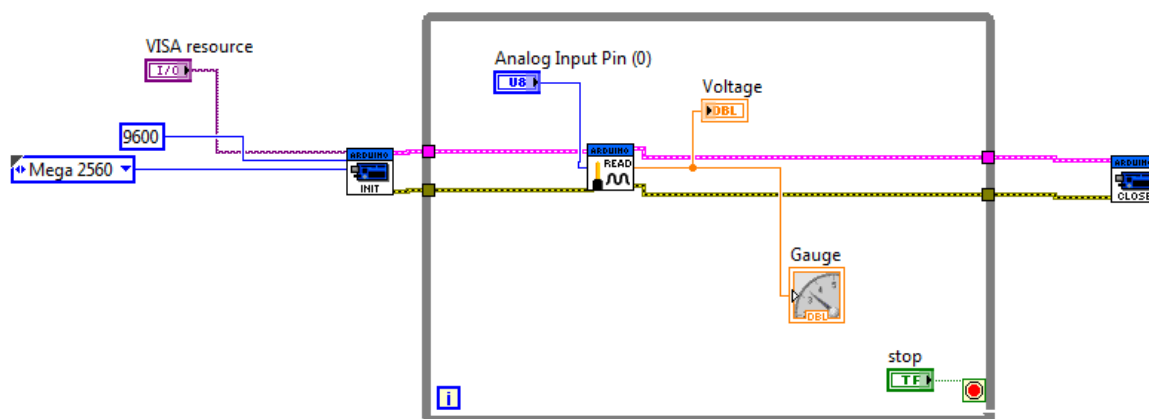 VISA resource
I/O
Analog Input Pin (0)
U8
Voltage
DBL
9600
Mega 2560
ARDUINO
INIT
ARDUINO
READ
ARDUINO
CLOSE
Gauge
3 4 5
DBL
stop
TF
i